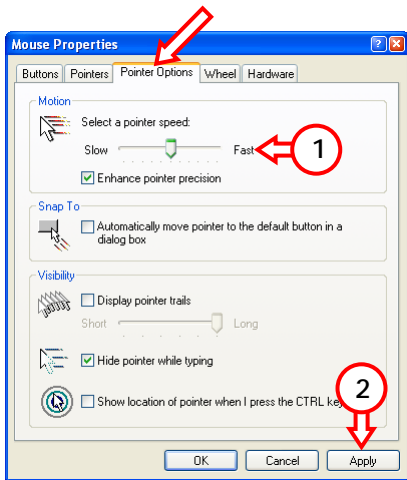 Mouse Properties
Buttons Pointers Pointer Options Wheel Hardware
Motion
Select a pointer speed:
Slow Fast
1
Enhance pointer precision
Snap To
Automatically move pointer to the default button in a
dialog box
Visibility
Display pointer trails
Short Long
Hide pointer while typing
2
Show location of pointer when I press the CTRL
OK Cancel Apply